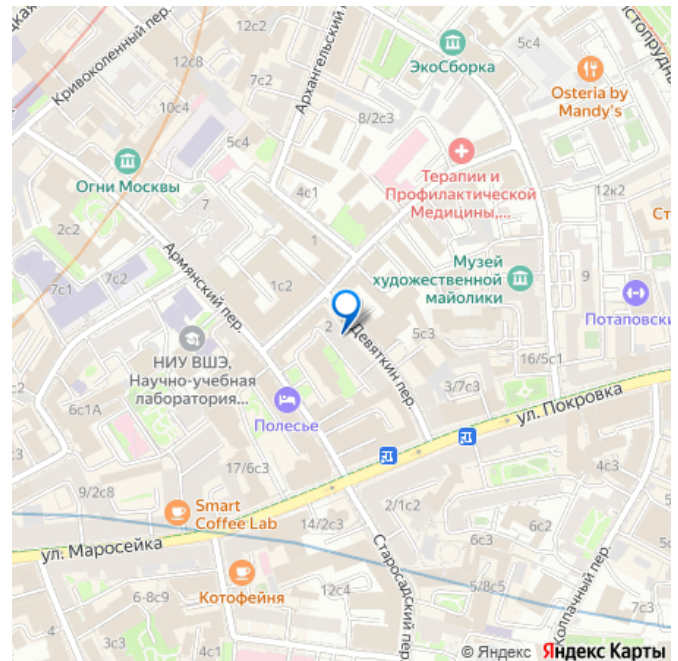 12с2
5с4
ЭкоСборка
12с8
Кривоколенный пер.
Архангельский
7с2
Osteria by
Mandy's
10с4
8/2с3
5с4
Терапии и
Профилактической
Медицины,...
Огни Москвы
4с1
12к2
Ст
7
2с2
1
Музей
художественной
майолики
Армянский пер.
7с1
7с2
1с2
9
Потаповски
2
Девяткин пер.
5с3
НИУ ВШЭ,
Научно-учебная
лаборатория...
16/5с1
3/7с3
ул. Покровка
6с1А
Полесье
17/6с3
4с3
9/2с8
Smart
Coffee Lab
14/2с3
2/1с2
6с3
6с2
ул. Маросейка
Старосадский пер.
Колпачный пер.
6-8с9
Котофейня
12с4
5/8с5
7с3
4
3с3
© Яндекс Яндекс Карты